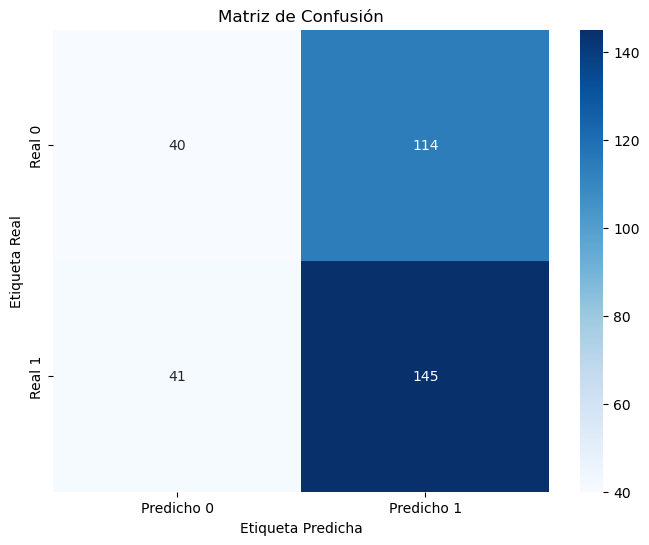 Matriz de Confusión
Etiqueta Real
Real 0
40
114
Real 1
41
145
Predicho 0
Predicho 1
Etiqueta Predicha
140
120
100
80
60
40